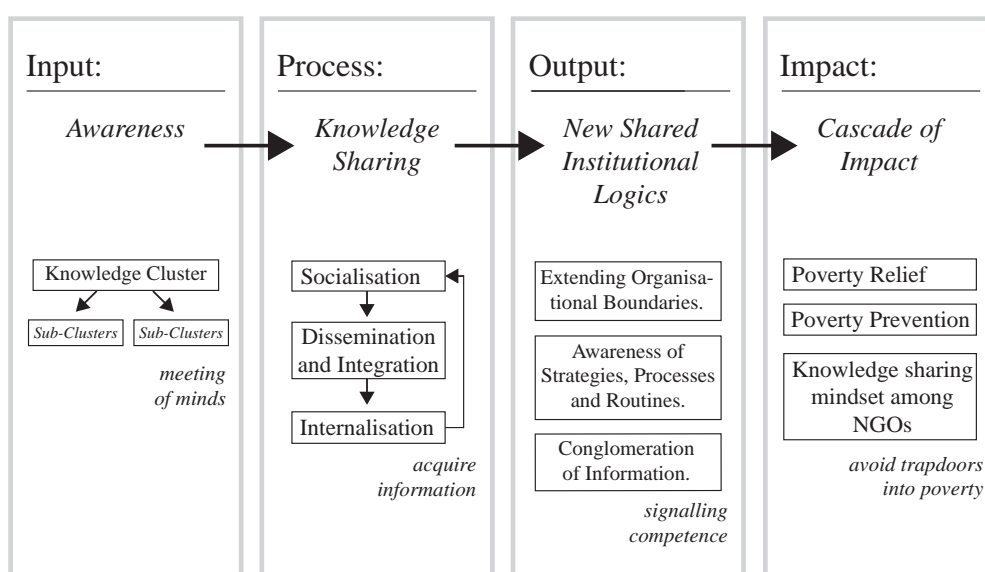 Input:
Awareness
Knowledge Cluster
Sub-Clusters
Sub-Clusters
meeting
of minds
Process:
Knowledge
Sharing
Socialisation
Dissemination
and Integration
Internalisation
acquire
information
Output:
New Shared
Institutional
Logics
Extending Organisa-
tional Boundaries.
Awareness of
Strategies, Processes
and Routines.
Conglomeration
of Information.
signalling
competence
Impact:
Cascade of
Impact
Poverty Relief
Poverty Prevention
Knowledge sharing
mindset among
NGOs
avoid trapdoors
into poverty